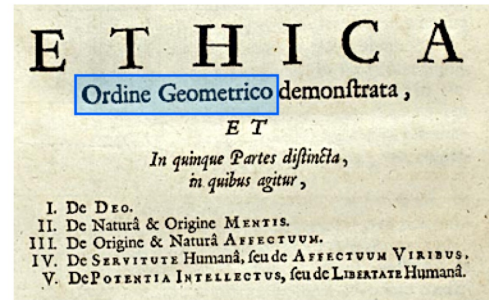 ETHICA
Ordine Geometrico demonſtrata,
ET
In quinque Partes diſtincta,
in quibus agitur,
I. De DEO.
II. De Naturâ & Origine MENTIS.
III. De Origine & Naturâ AFFECTUUM.
IV. De SERVITUTE Humanâ, ſeu de AFFECTUUM VIRIBUS.
V. De POTENTIA INTELLECTUS, ſeu de LIBERTATE Humanâ.